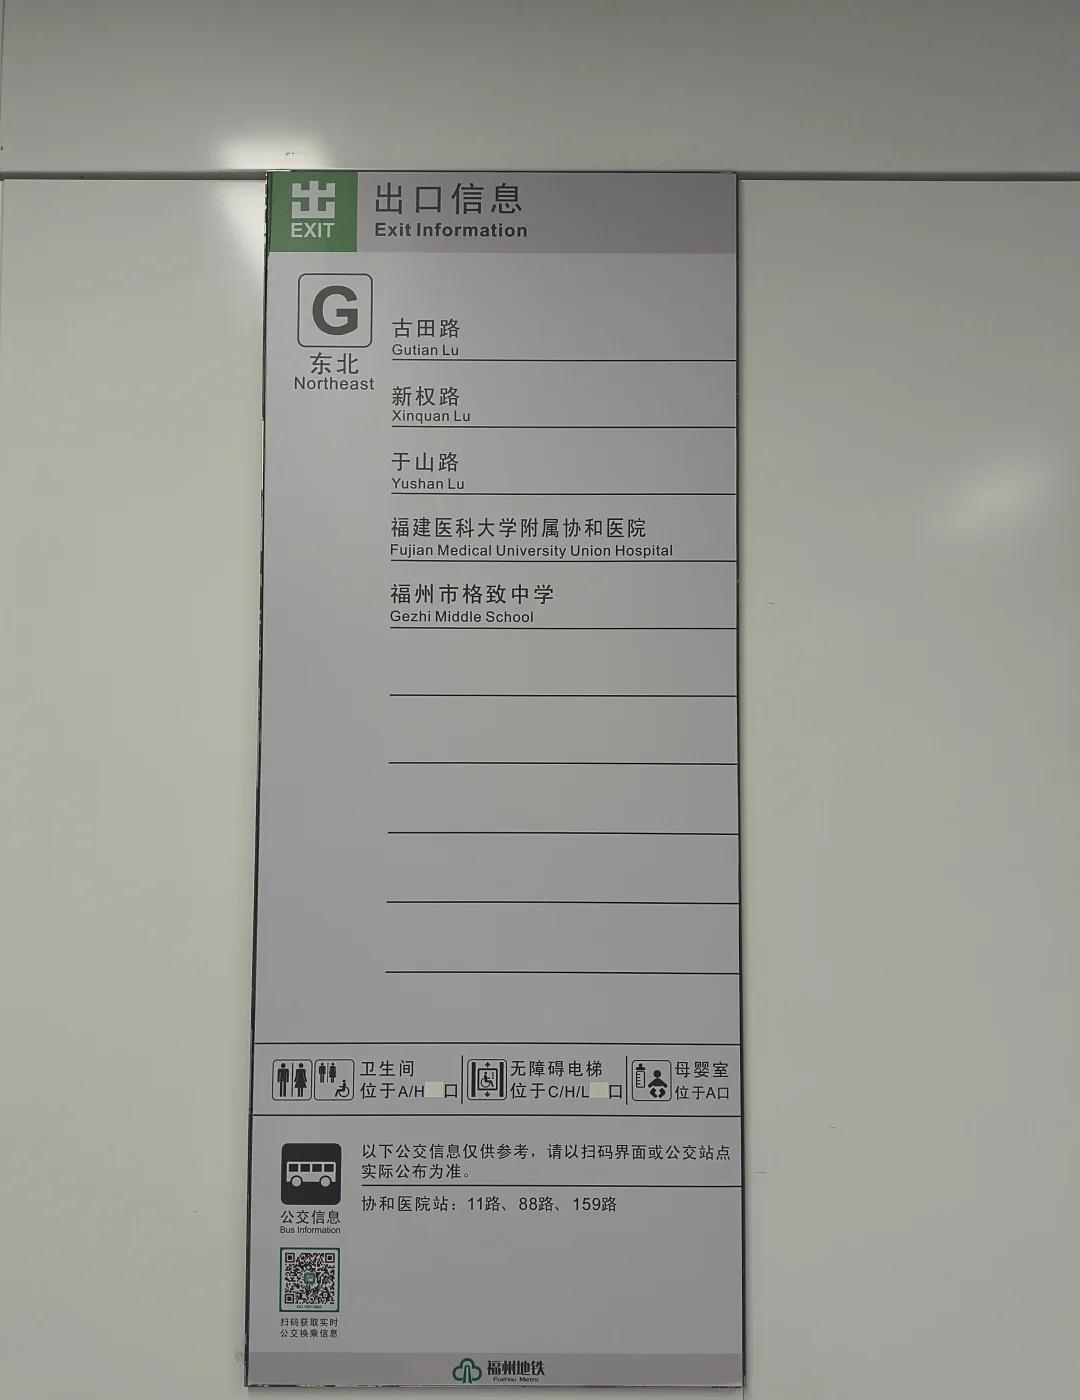 出 EXIT
出口信息
Exit Information
G
东北
Northeast
古田路
Gutian Lu
新权路
Xinquan Lu
于山路
Yushan Lu
福建医科大学附属协和医院
Fujian Medical University Union Hospital
福州市格致中学
Gezhi Middle School
卫生间
位于A/H 口
无障碍电梯
位于C/H/L 口
母婴室
位于A口
以下公交信息仅供参考，请以扫码界面或公交站点
实际公布为准。
协和医院站：11路、88路、159路
公交信息
Bus Information
扫码获取实时
公交换乘信息
福州地铁
Fuzhou Metro